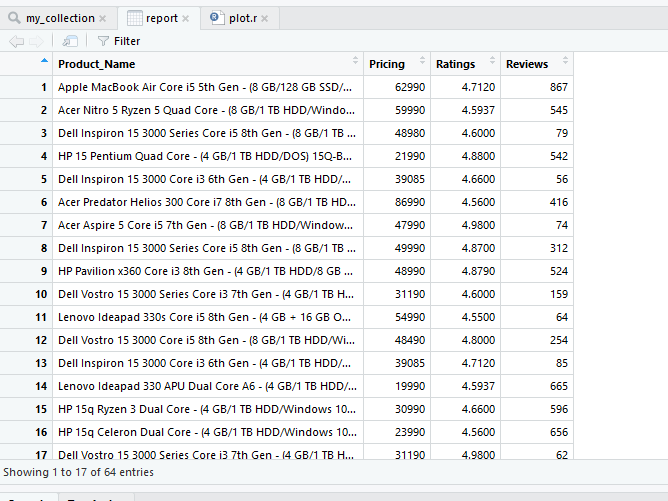 my_collection report plot.r
Filter
Product_Name Pricing Ratings Reviews
1 Apple MacBook Air Core i5 5th Gen - (8 GB/128 GB SSD/... 62990 4.7120 867
2 Acer Nitro 5 Ryzen 5 Quad Core - (8 GB/1 TB HDD/Windo... 59990 4.5937 545
3 Dell Inspiron 15 3000 Series Core i5 8th Gen - (8 GB/1 TB ... 48980 4.6000 79
4 HP 15 Pentium Quad Core - (4 GB/1 TB HDD/DOS) 15Q-B... 21990 4.8800 542
5 Dell Inspiron 15 3000 Core i3 6th Gen - (4 GB/1 TB HDD/... 39085 4.6600 56
6 Acer Predator Helios 300 Core i7 8th Gen - (8 GB/1 TB HD... 86990 4.5600 416
7 Acer Aspire 5 Core i5 7th Gen - (8 GB/1 TB HDD/Window... 47990 4.9800 74
8 Dell Inspiron 15 3000 Series Core i5 8th Gen - (8 GB/1 TB ... 49990 4.8700 312
9 HP Pavilion x360 Core i3 8th Gen - (4 GB/1 TB HDD/8 GB ... 48990 4.8790 524
10 Dell Vostro 15 3000 Series Core i3 7th Gen - (4 GB/1 TB H... 31190 4.6000 159
11 Lenovo Ideapad 330s Core i5 8th Gen - (4 GB + 16 GB O... 54990 4.5500 64
12 Dell Vostro 15 3000 Core i5 8th Gen - (8 GB/1 TB HDD/Wi... 48490 4.8000 254
13 Dell Inspiron 15 3000 Core i3 6th Gen - (4 GB/1 TB HDD/... 39085 4.7120 85
14 Lenovo Ideapad 330 APU Dual Core A6 - (4 GB/1 TB HDD/... 19990 4.5937 665
15 HP 15q Ryzen 3 Dual Core - (4 GB/1 TB HDD/Windows 10... 30990 4.6600 596
16 HP 15q Celeron Dual Core - (4 GB/1 TB HDD/Windows 10... 23990 4.5600 656
17 Dell Vostro 15 3000 Series Core i3 7th Gen - (4 GB/1 TB H... 31190 4.9800 62
Showing 1 to 17 of 64 entries